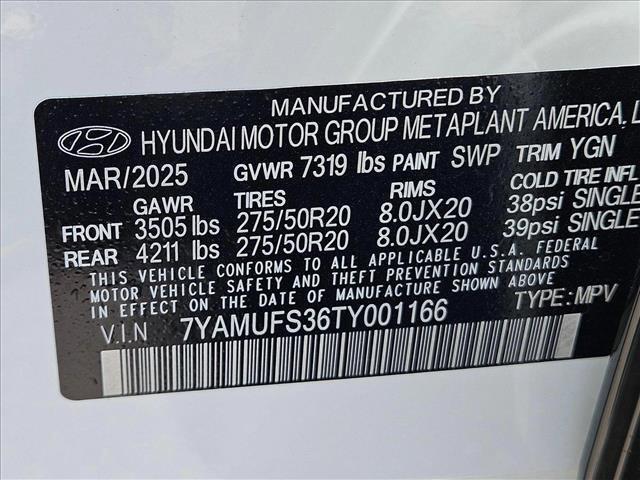 MANUFACTURED BY
HYUNDAI MOTOR GROUP METAPLANT AMERICA, L
MAR/2025 GVWR 7319 lbs PAINT SWP TRIM YGN
GAWR TIRES RIMS COLD TIRE INFL
FRONT 3505 lbs 275/50R20 8.0JX20 38psi SINGLE
REAR 4211 lbs 275/50R20 8.0JX20 39psi SINGLE
THIS VEHICLE CONFORMS TO ALL APPLICABLE U.S.A. FEDERAL
MOTOR VEHICLE SAFETY AND THEFT PREVENTION STANDARDS
IN EFFECT ON THE DATE OF MANUFACTURE SHOWN ABOVE
V.I.N 7YAMUFS36TY001166 TYPE: MPV